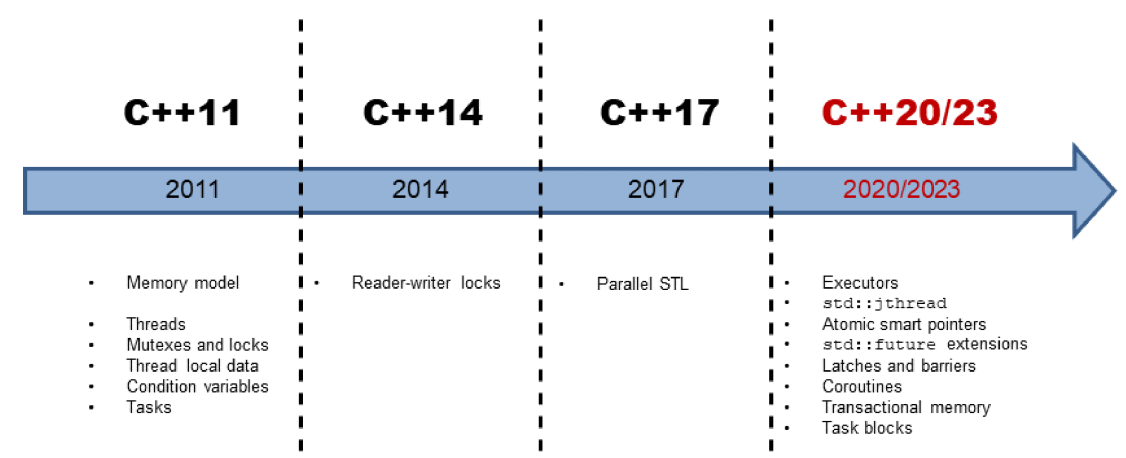 C++11
C++14
C++17
C++20/23
2011
2014
2017
2020/2023
• Memory model
• Threads
• Mutexes and locks
• Thread local data
• Condition variables
• Tasks
• Reader-writer locks
• Parallel STL
• Executors
• std::jthread
• Atomic smart pointers
• std::future extensions
• Latches and barriers
• Coroutines
• Transactional memory
• Task blocks